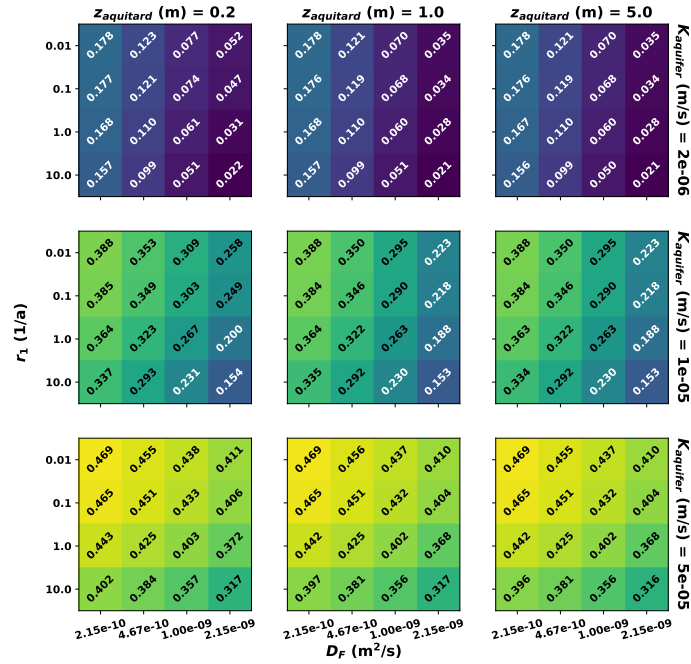 z_aquitard (m) = 0.2 z_aquitard (m) = 1.0 z_aquitard (m) = 5.0
0.01 0.178 0.123 0.077 0.052 0.178 0.121 0.070 0.035 0.178 0.121 0.070 0.035
0.1 0.177 0.121 0.074 0.047 0.176 0.119 0.068 0.034 0.176 0.119 0.068 0.034
1.0 0.168 0.110 0.061 0.031 0.168 0.110 0.060 0.028 0.167 0.110 0.060 0.028
10.0 0.157 0.099 0.051 0.022 0.157 0.099 0.051 0.021 0.156 0.099 0.050 0.021
K_aquifer (m/s) = 2e-06
r_1 (1/a)
0.01 0.388 0.353 0.309 0.258 0.388 0.350 0.295 0.223 0.388 0.350 0.295 0.223
0.1 0.385 0.349 0.303 0.249 0.384 0.346 0.290 0.218 0.384 0.346 0.290 0.218
1.0 0.364 0.323 0.267 0.200 0.364 0.322 0.263 0.188 0.363 0.322 0.263 0.188
10.0 0.337 0.293 0.231 0.154 0.335 0.292 0.230 0.153 0.334 0.292 0.230 0.153
K_aquifer (m/s) = 1e-05
0.01 0.469 0.455 0.438 0.411 0.469 0.456 0.437 0.410 0.469 0.455 0.437 0.410
0.1 0.465 0.451 0.433 0.406 0.465 0.451 0.432 0.404 0.465 0.451 0.432 0.404
1.0 0.443 0.425 0.403 0.372 0.442 0.425 0.402 0.368 0.442 0.425 0.402 0.368
10.0 0.402 0.384 0.357 0.317 0.397 0.381 0.356 0.317 0.396 0.381 0.356 0.316
K_aquifer (m/s) = 5e-05
2.15e-10 4.67e-10 1.00e-09 2.15e-09 2.15e-10 4.67e-10 1.00e-09 2.15e-09 2.15e-10 4.67e-10 1.00e-09 2.15e-09
D_F (m²/s)